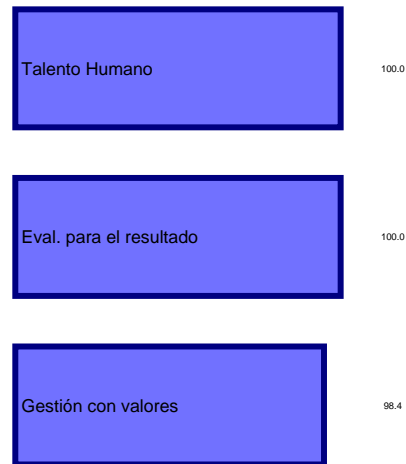 Talento Humano 100.0
Eval. para el resultado 100.0
Gestión con valores 98.4